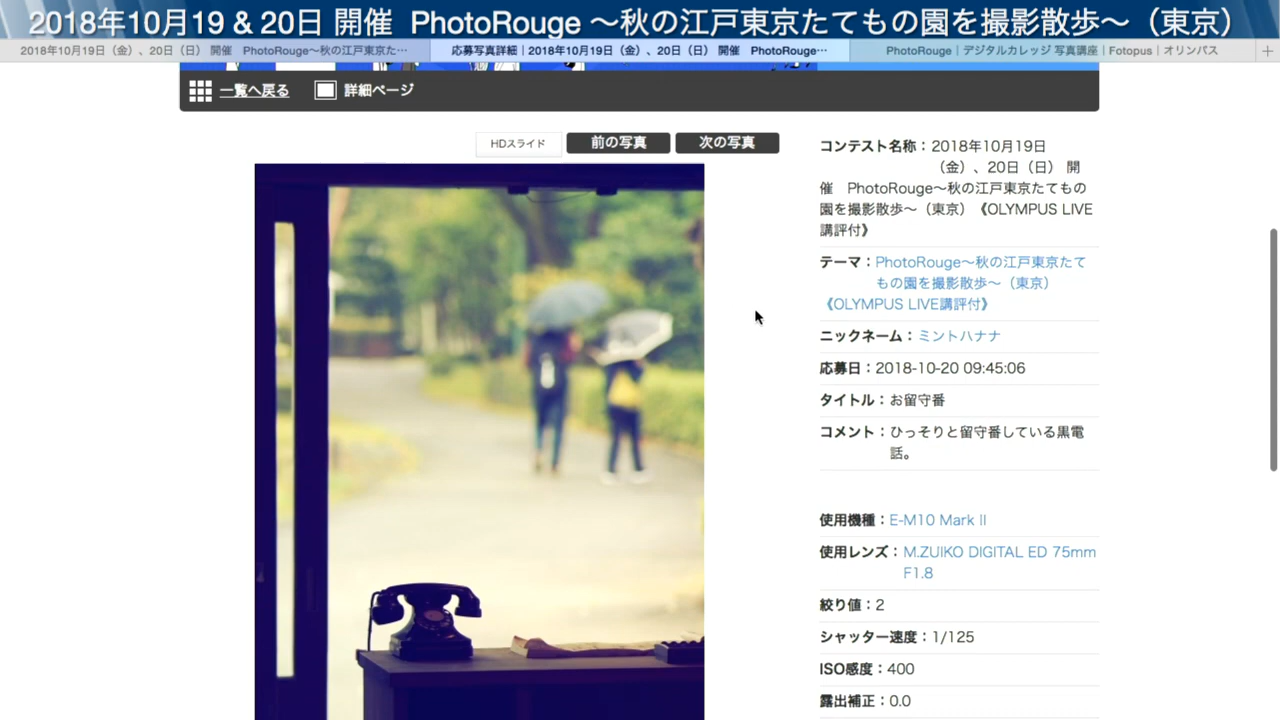 2018年10月19 & 20日 開催 PhotoRouge 〜秋の江戸東京たてもの園を撮影散歩〜（東京）
2018年10月19日（金）、20日（日） 開催　PhotoRouge〜秋の江戸東京た…
応募写真詳細｜2018年10月19日（金）、20日（日） 開催　PhotoRouge…
PhotoRouge｜デジタルカレッジ 写真講座｜Fotopus｜オリンパス
一覧へ戻る
詳細ページ
HDスライド
前の写真
次の写真
コンテスト名称：2018年10月19日
（金）、20日（日） 開
催　PhotoRouge〜秋の江戸東京たてもの
園を撮影散歩〜（東京）《OLYMPUS LIVE
講評付》
テーマ：PhotoRouge〜秋の江戸東京たて
もの園を撮影散歩〜（東京）
《OLYMPUS LIVE講評付》
ニックネーム：ミントハナナ
応募日：2018-10-20 09:45:06
タイトル：お留守番
コメント：ひっそりと留守番している黒電
話。
使用機種：E-M10 Mark II
使用レンズ：M.ZUIKO DIGITAL ED 75mm
F1.8
絞り値：2
シャッター速度：1/125
ISO感度：400
露出補正：0.0